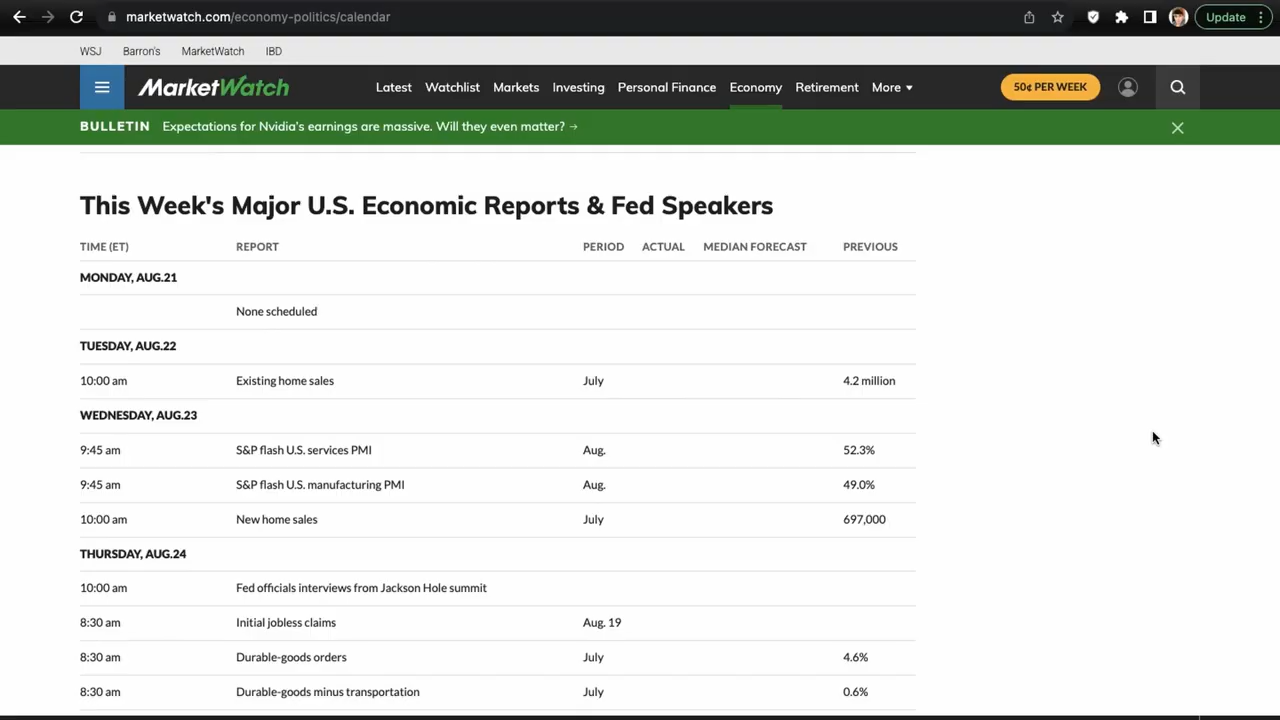 marketwatch.com/economy-politics/calendar
Update
WSJ Barron's MarketWatch IBD
MarketWatch Latest Watchlist Markets Investing Personal Finance Economy Retirement More 50¢ PER WEEK
BULLETIN Expectations for Nvidia's earnings are massive. Will they even matter? →
This Week's Major U.S. Economic Reports & Fed Speakers
TIME (ET) REPORT PERIOD ACTUAL MEDIAN FORECAST PREVIOUS
MONDAY, AUG.21
None scheduled
TUESDAY, AUG.22
10:00 am Existing home sales July 4.2 million
WEDNESDAY, AUG.23
9:45 am S&P flash U.S. services PMI Aug. 52.3%
9:45 am S&P flash U.S. manufacturing PMI Aug. 49.0%
10:00 am New home sales July 697,000
THURSDAY, AUG.24
10:00 am Fed officials interviews from Jackson Hole summit
8:30 am Initial jobless claims Aug. 19
8:30 am Durable-goods orders July 4.6%
8:30 am Durable-goods minus transportation July 0.6%